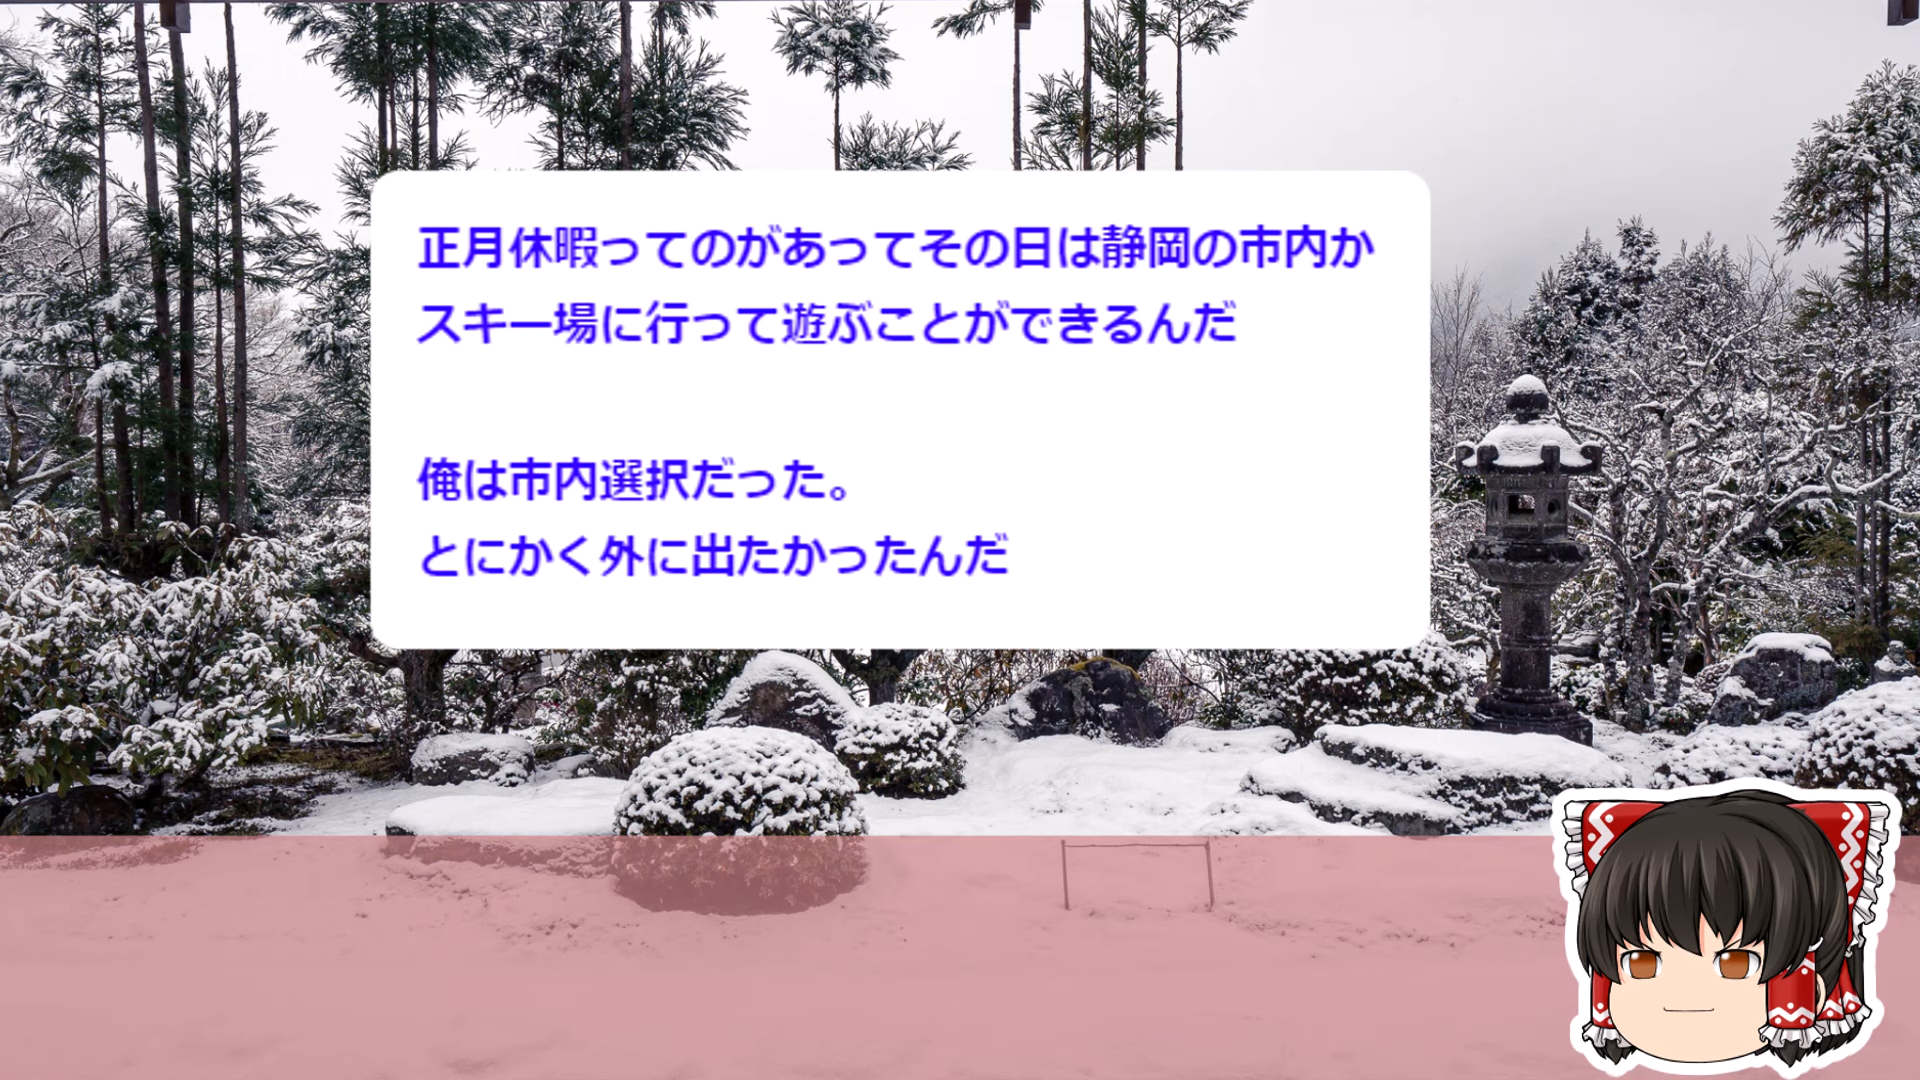 正月休暇ってのがあってその日は静岡の市内か
スキー場に行って遊ぶことができるんだ
俺は市内選択だった。
とにかく外に出たかったんだ